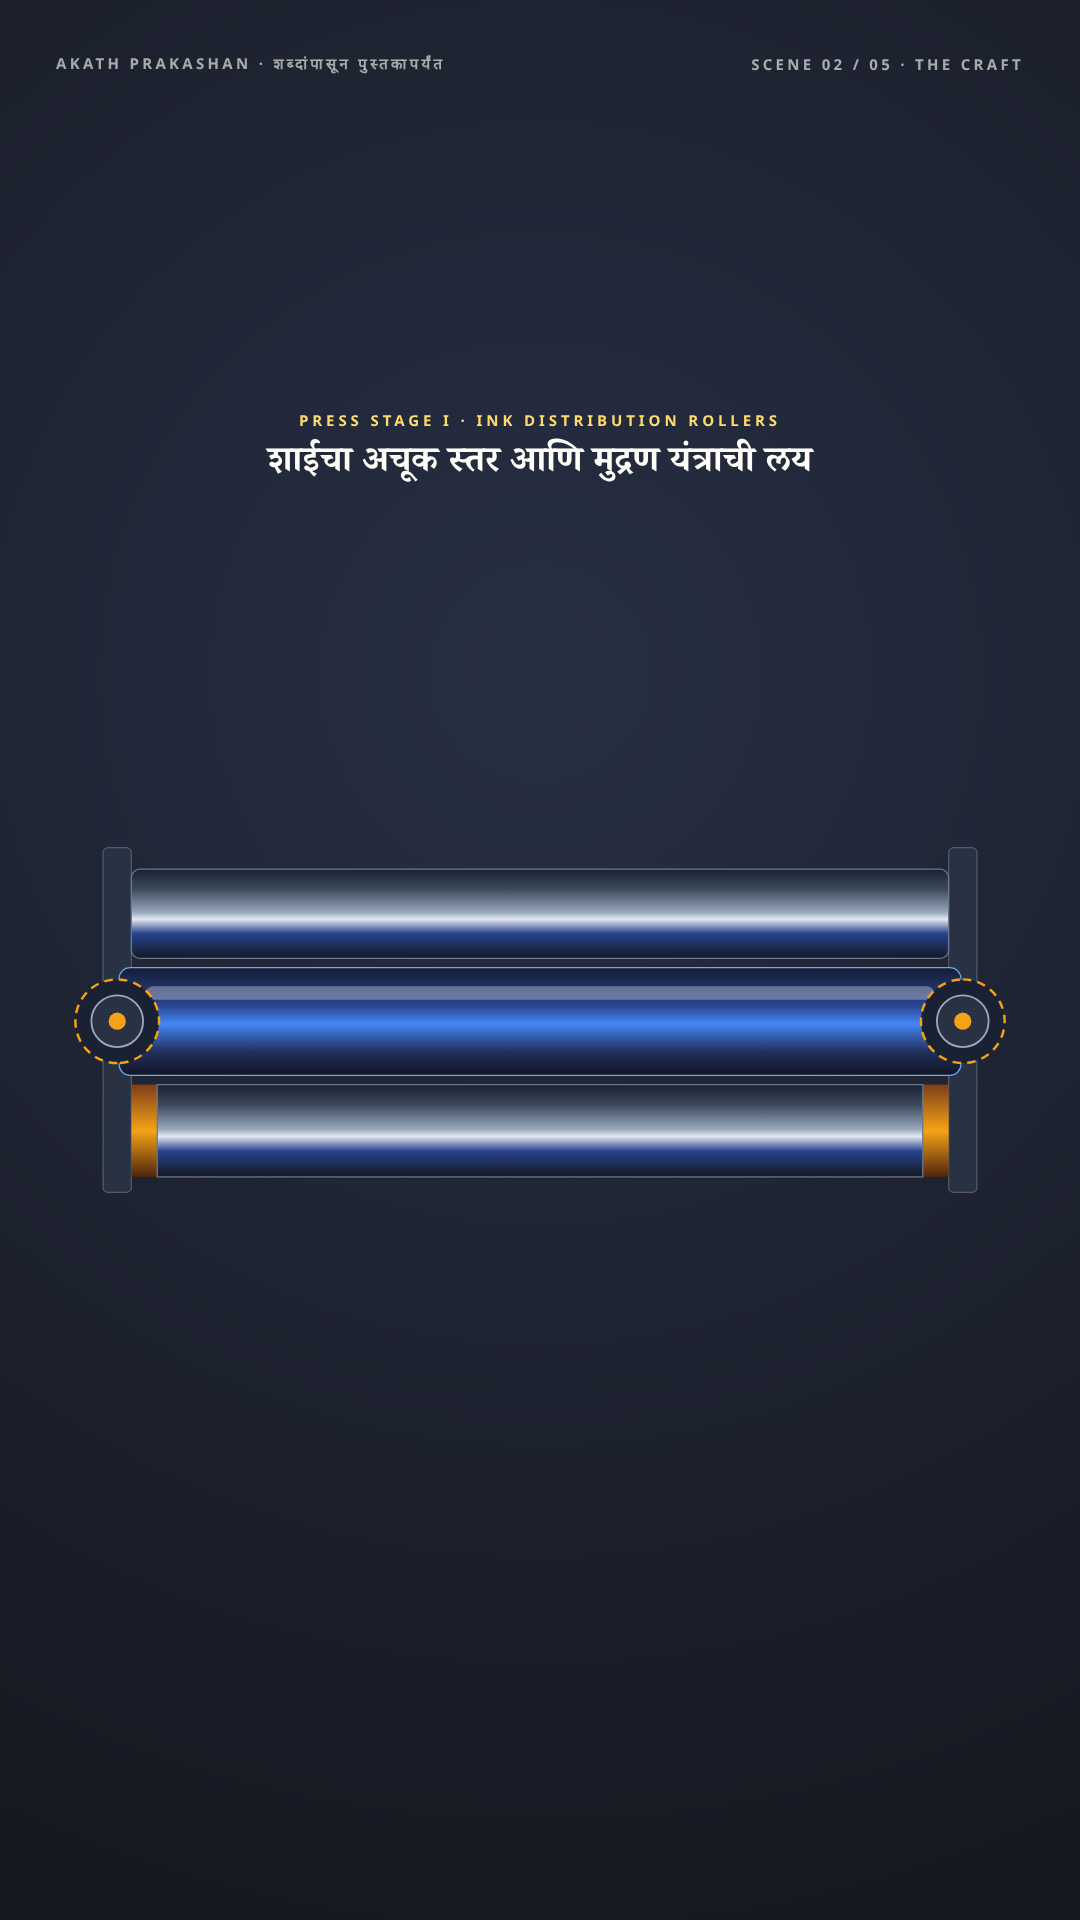 AKATH PRAKASHAN · शब्दांपासून पुस्तकापर्यंत
SCENE 02 / 05 · THE CRAFT
PRESS STAGE I · INK DISTRIBUTION ROLLERS
शाईचा अचूक स्तर आणि मुद्रण यंत्राची लय